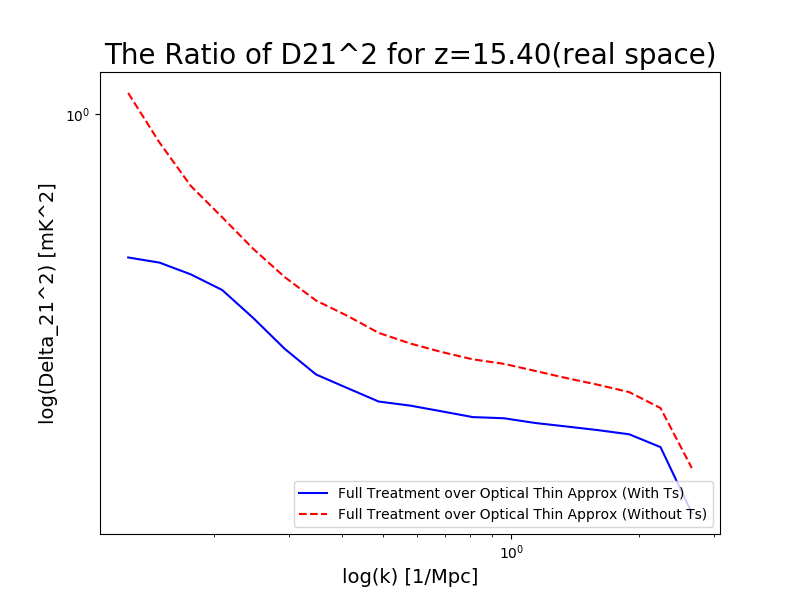 The Ratio of D21^2 for z=15.40(real space)
10^0
log(Delta_21^2) [mK^2]
Full Treatment over Optical Thin Approx (With Ts)
Full Treatment over Optical Thin Approx (Without Ts)
10^0
log(k) [1/Mpc]